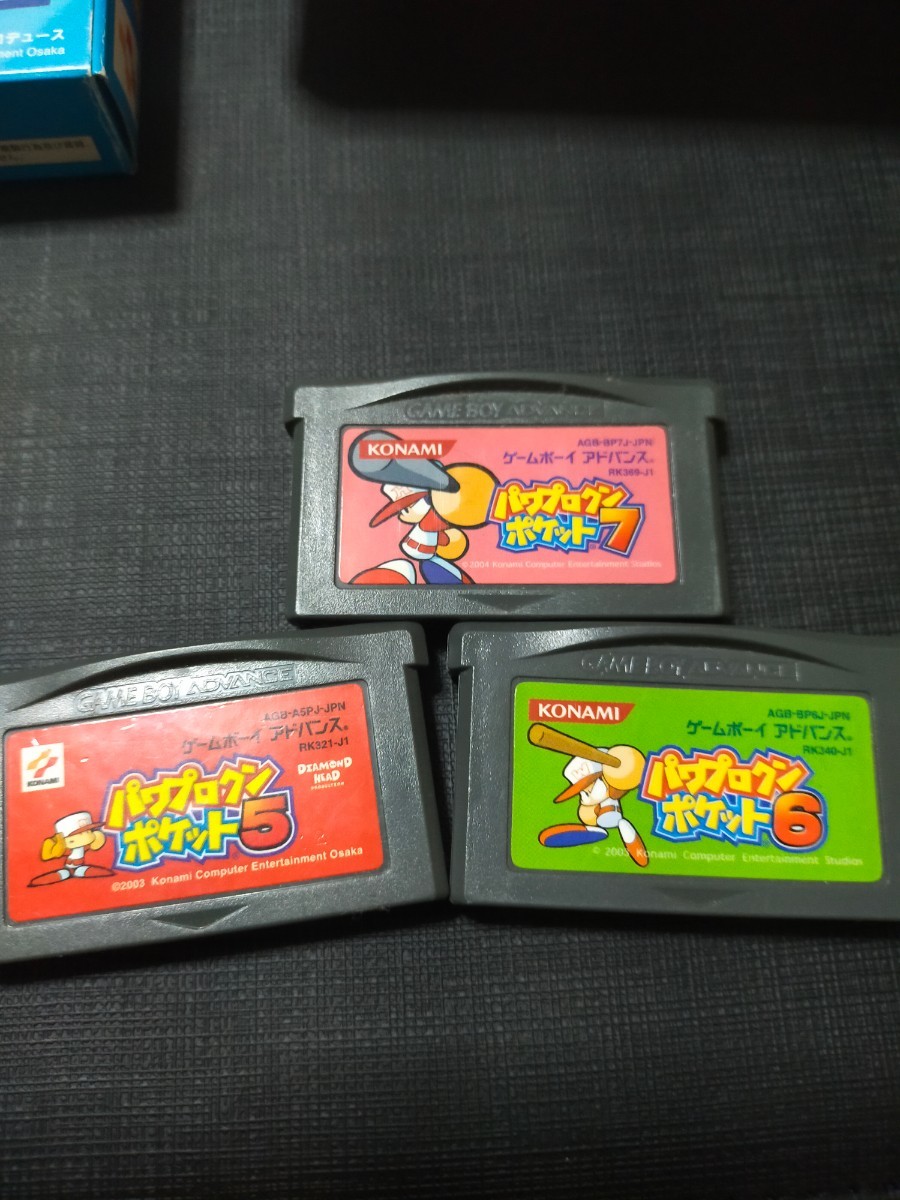 デュース
ment Osaka
GAME BOY ADVANCE
KONAMI
AGB-BP7J-JPN
ゲームボーイ アドバンス®
RK369-J1
パワプロクン
ポケット7
© 2004 Konami Computer Entertainment Studios
GAME BOY ADVANCE
AGB-A5PJ-JPN
ゲームボーイ アドバンス®
RK321-J1
KONAMI
DIAMOND
HEAD
パワプロクン
ポケット5
©2003 Konami Computer Entertainment Osaka
GAME BOY ADVANCE
KONAMI
AGB-BP6J-JPN
ゲームボーイ アドバンス®
RK340-J1
パワプロクン
ポケット6
© 2003 Konami Computer Entertainment Studios